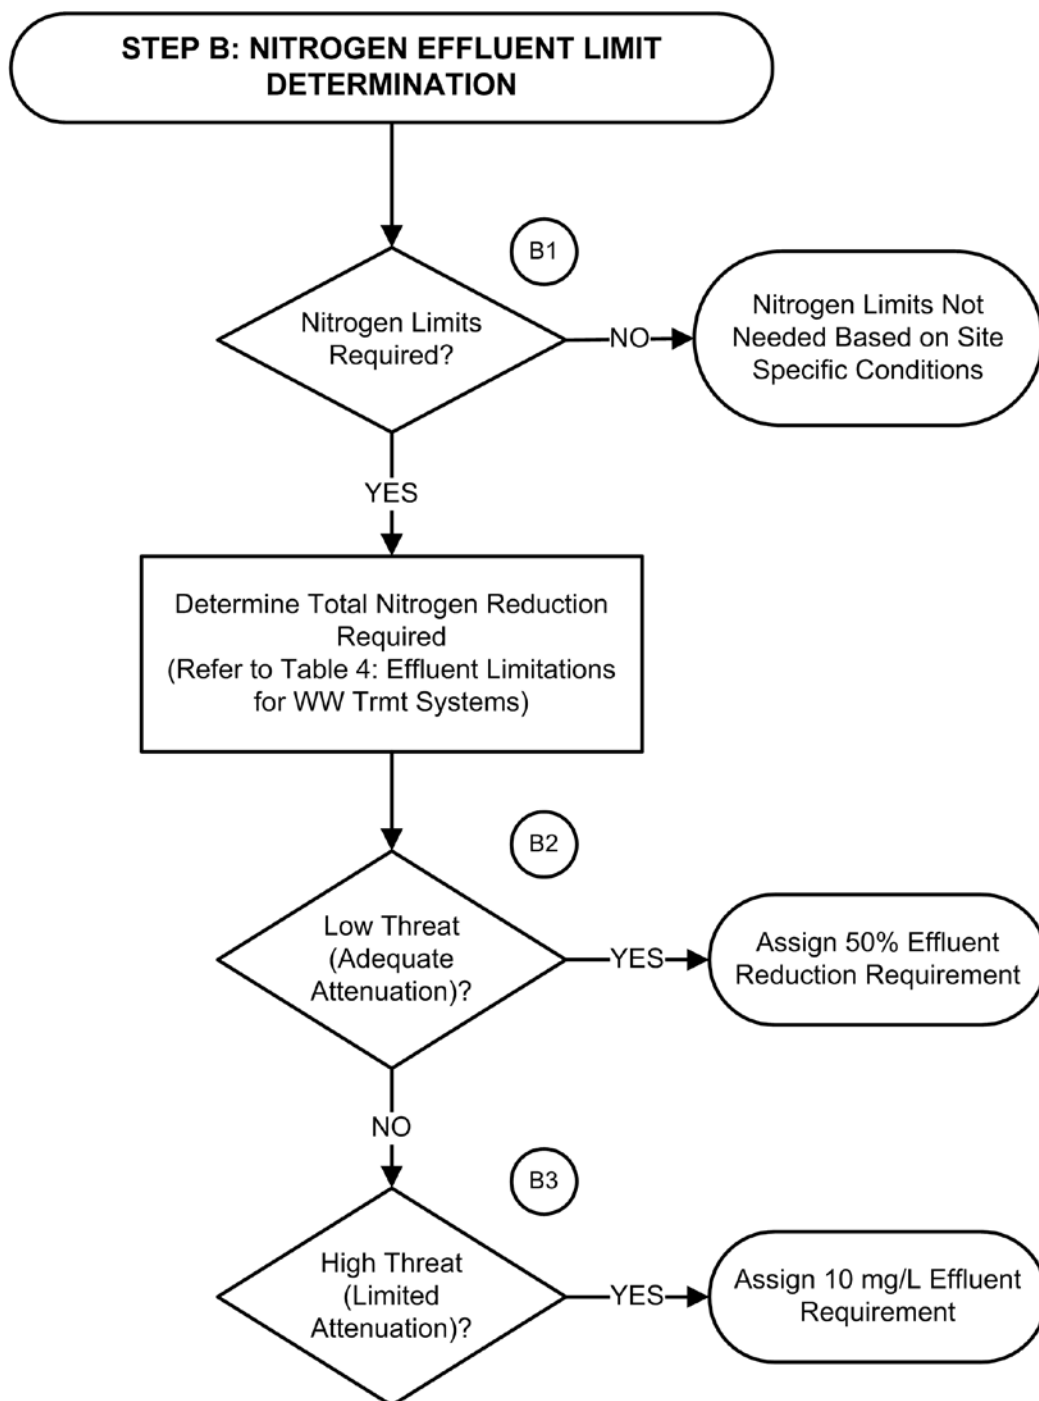 STEP B: NITROGEN EFFLUENT LIMIT
DETERMINATION
B1
Nitrogen Limits
Required?
NO
Nitrogen Limits Not
Needed Based on Site
Specific Conditions
YES
Determine Total Nitrogen Reduction
Required
(Refer to Table 4: Effluent Limitations
for WW Trmt Systems)
B2
Low Threat
(Adequate
Attenuation)?
YES
Assign 50% Effluent
Reduction Requirement
NO
B3
High Threat
(Limited
Attenuation)?
YES
Assign 10 mg/L Effluent
Requirement